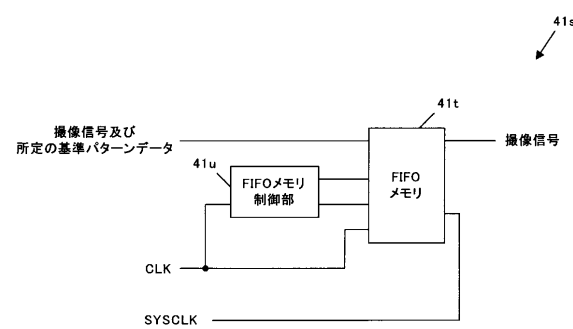 41s
41t
撮像信号及び
所定の基準パターンデータ
撮像信号
41u
FIFOメモリ
制御部
FIFO
メモリ
CLK
SYSCLK